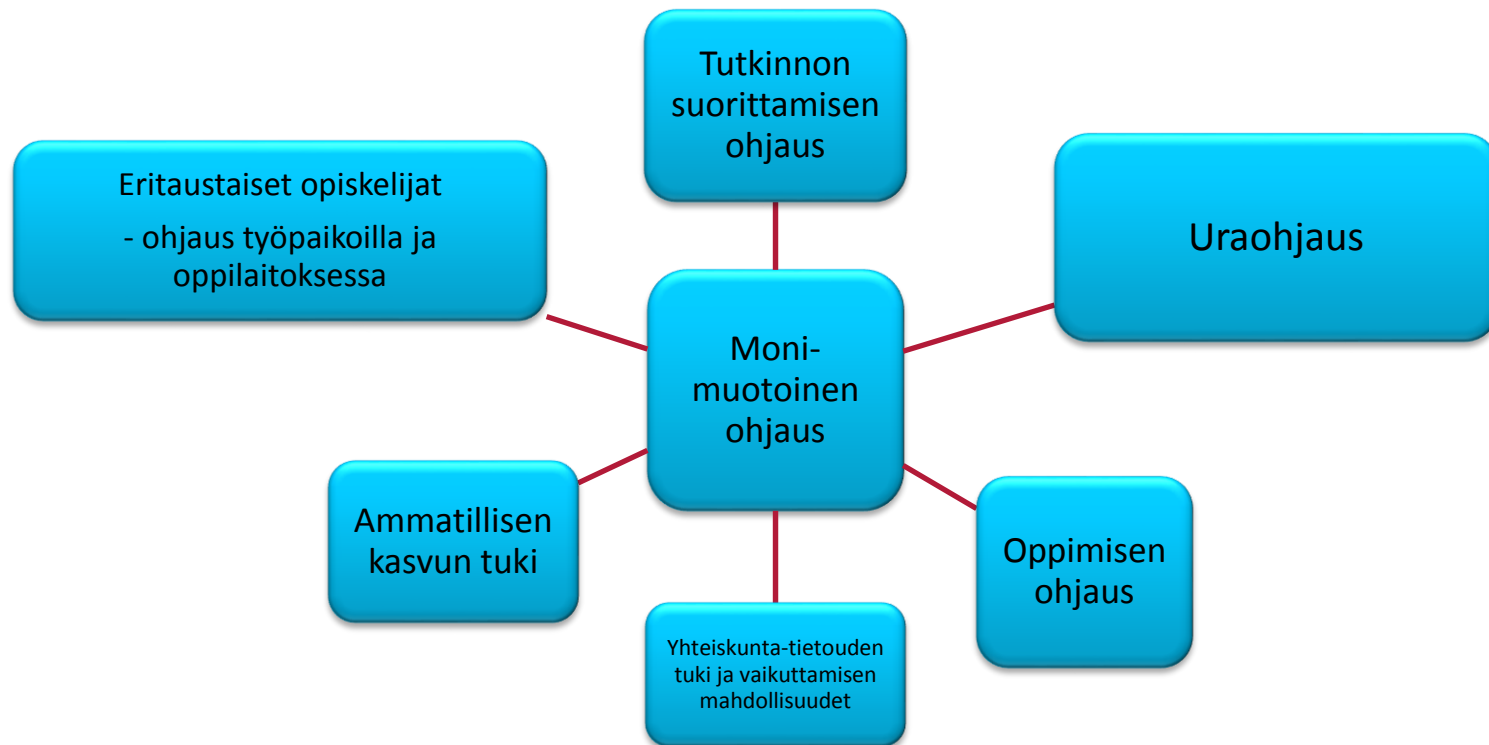 Tutkinnon
suorittamisen
ohjaus
Eritaustaiset opiskelijat
- ohjaus työpaikoilla ja
oppilaitoksessa
Uraohjaus
Moni-
muotoinen
ohjaus
Ammatillisen
kasvun tuki
Oppimisen
ohjaus
Yhteiskunta-tietouden
tuki ja vaikuttamisen
mahdollisuudet